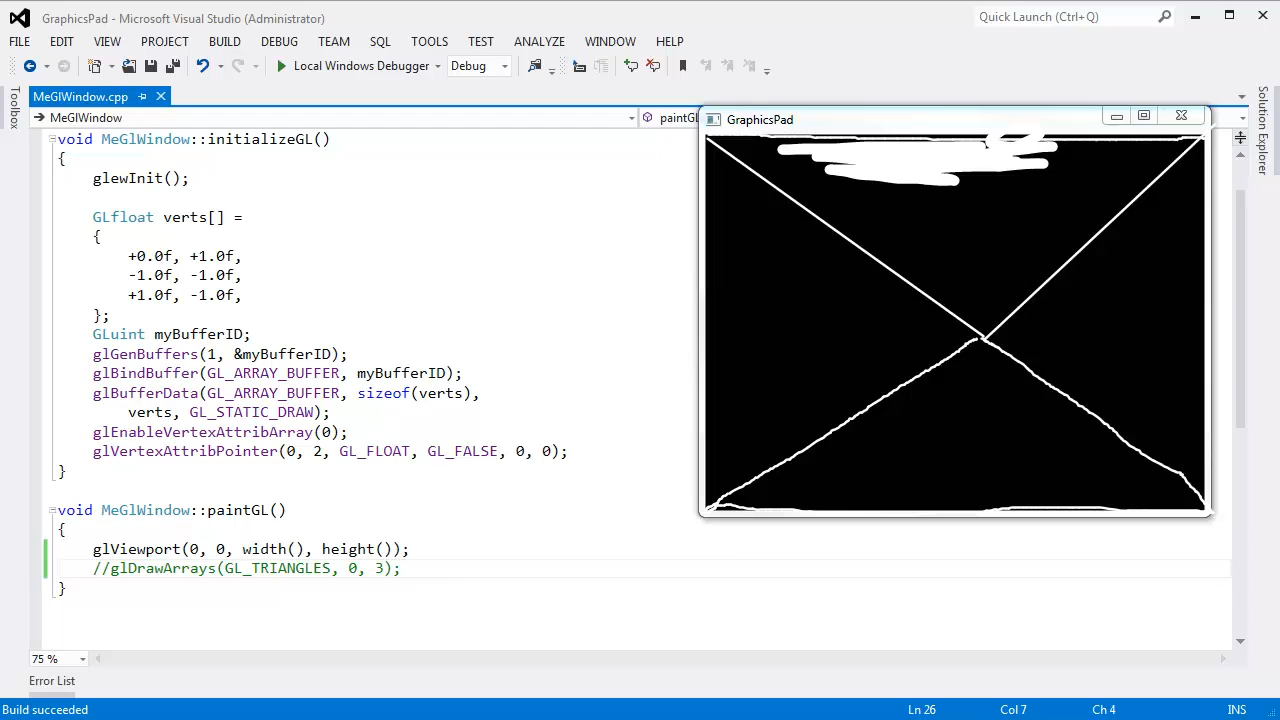 GraphicsPad - Microsoft Visual Studio (Administrator)
Quick Launch (Ctrl+Q)
FILE EDIT VIEW PROJECT BUILD DEBUG TEAM SQL TOOLS TEST ANALYZE WINDOW HELP
Local Windows Debugger Debug
Toolbox
MeGlWindow.cpp
MeGlWindow
paintGL
GraphicsPad
Solution Explorer
void MeGlWindow::initializeGL()
{
glewInit();
GLfloat verts[] =
{
+0.0f, +1.0f,
-1.0f, -1.0f,
+1.0f, -1.0f,
};
GLuint myBufferID;
glGenBuffers(1, &myBufferID);
glBindBuffer(GL_ARRAY_BUFFER, myBufferID);
glBufferData(GL_ARRAY_BUFFER, sizeof(verts),
verts, GL_STATIC_DRAW);
glEnableVertexAttribArray(0);
glVertexAttribPointer(0, 2, GL_FLOAT, GL_FALSE, 0, 0);
}
void MeGlWindow::paintGL()
{
glViewport(0, 0, width(), height());
//glDrawArrays(GL_TRIANGLES, 0, 3);
}
75 %
Error List
Build succeeded Ln 26 Col 7 Ch 4 INS